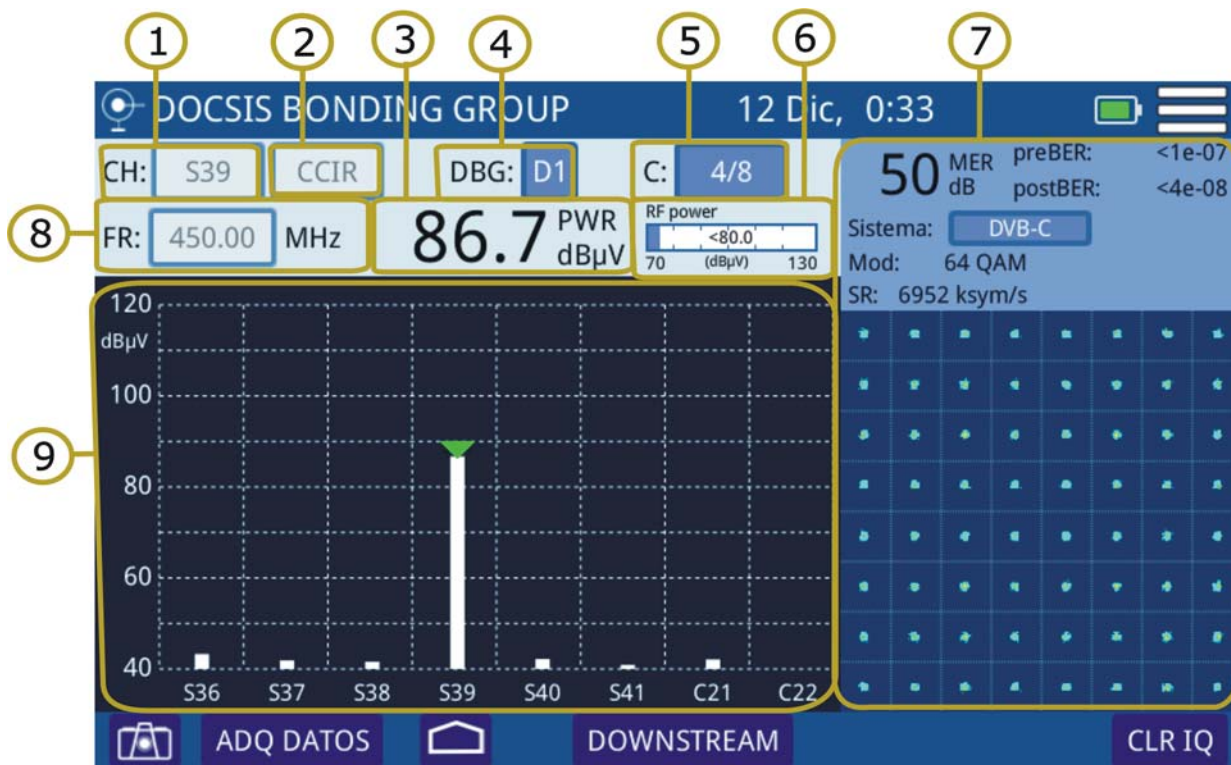 1 2 3 4 5 6 7
DOCSIS BONDING GROUP 12 Dic, 0:33
CH: S39 CCIR DBG: D1 C: 4/8
8
FR: 450.00 MHz
86.7 PWR
dBµV
RF power
<80.0
70 (dBµV) 130
50 MER
dB
preBER: <1e-07
postBER: <4e-08
Sistema: DVB-C
Mod: 64 QAM
SR: 6952 ksym/s
9
120
dBµV
100
80
60
40
S36 S37 S38 S39 S40 S41 C21 C22
ADQ DATOS DOWNSTREAM CLR IQ